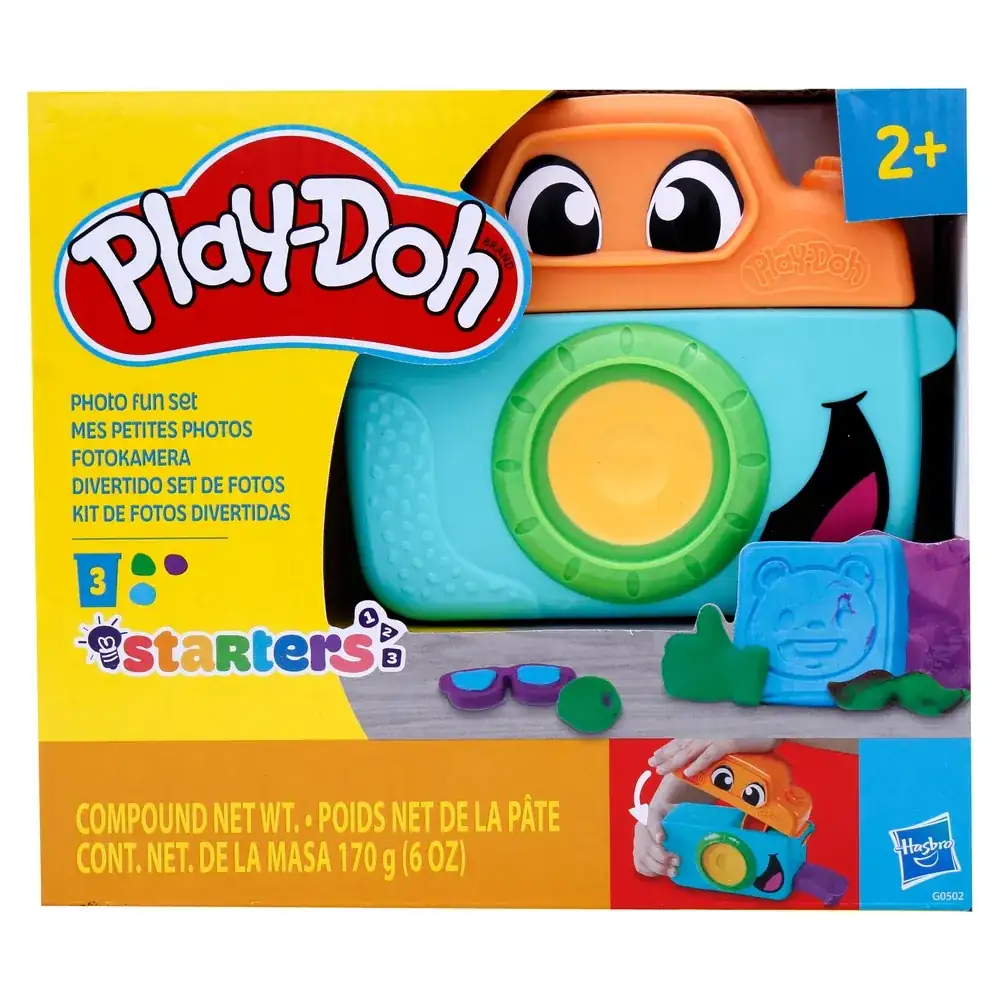 Play-Doh
BRAND
2+
Play-Doh
PHOTO FUN SET
MES PETITES PHOTOS
FOTOKAMERA
DIVERTIDO SET DE FOTOS
KIT DE FOTOS DIVERTIDAS
3
starters
1
2
3
COMPOUND NET WT. • POIDS NET DE LA PÂTE
CONT. NET. DE LA MASA 170 g (6 OZ)
Hasbro
G0502